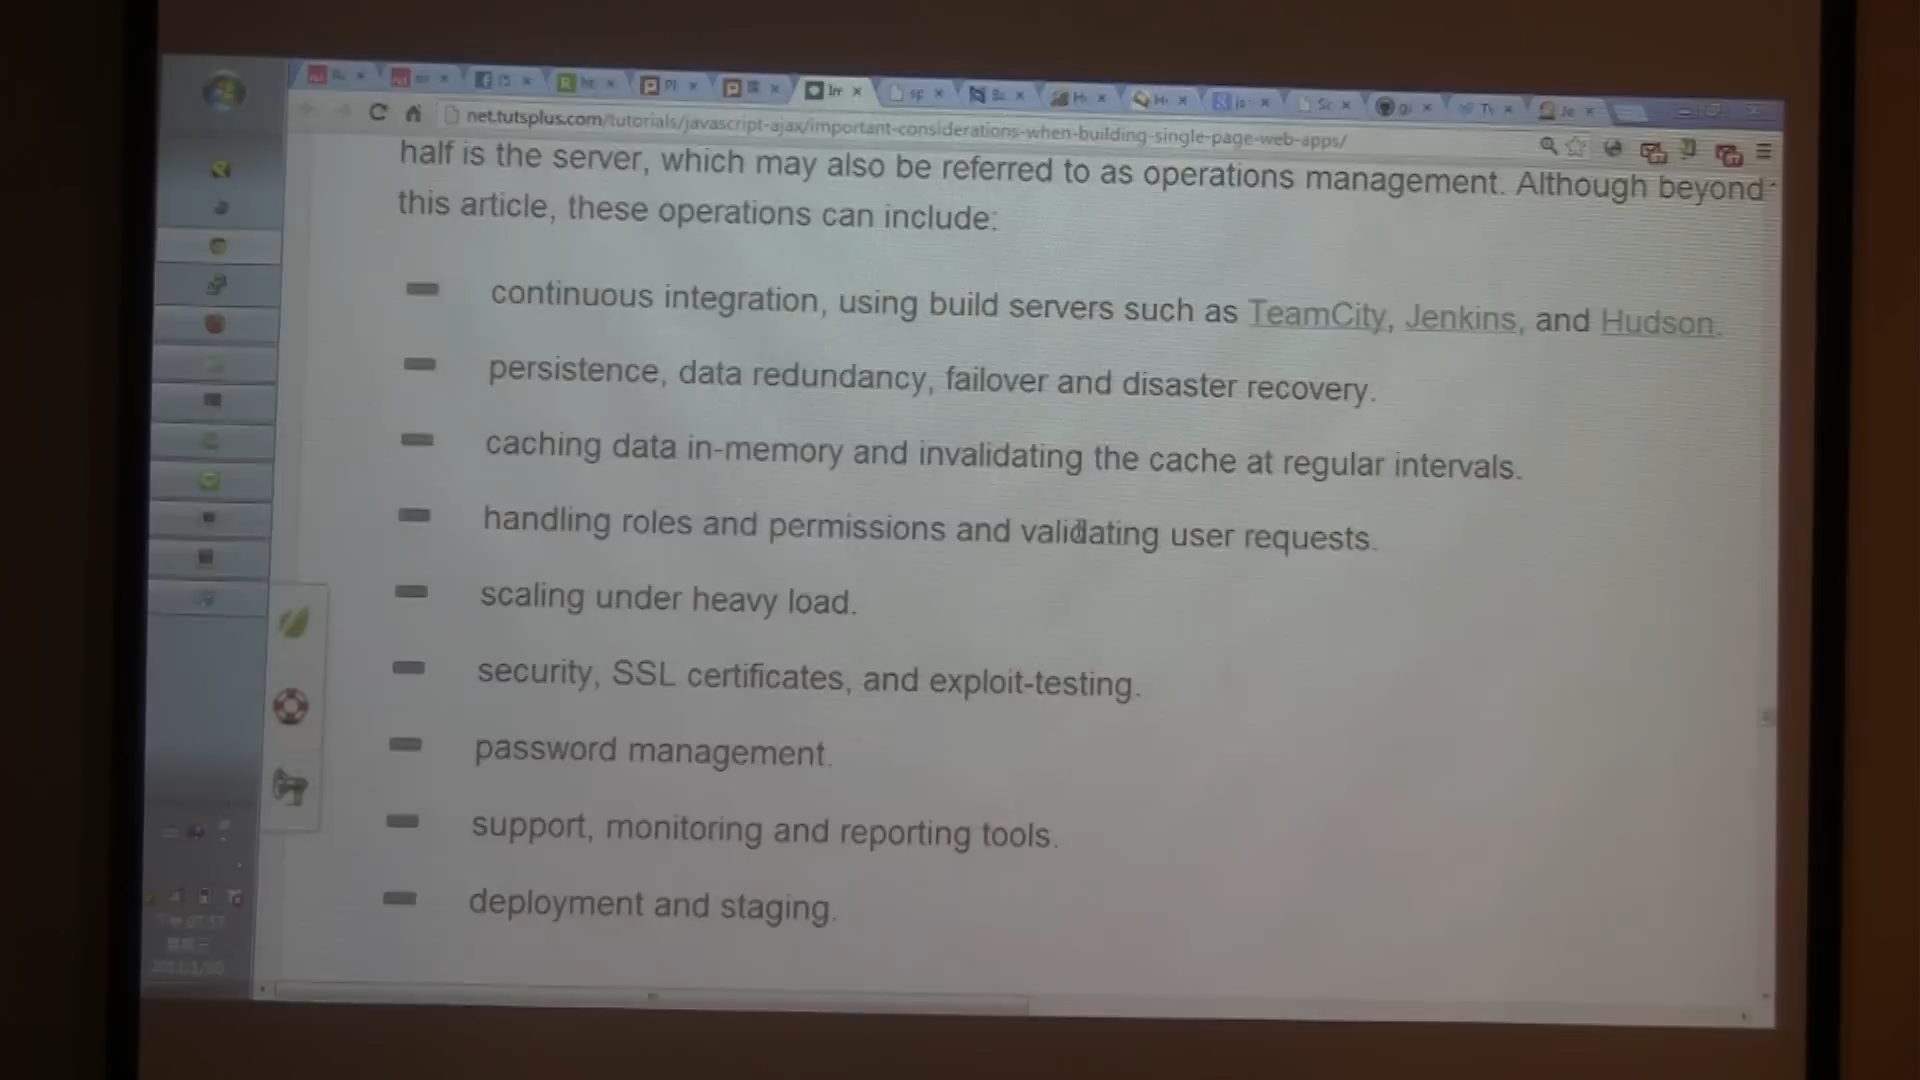 net.tutsplus.com/tutorials/javascript-ajax/important-considerations-when-building-single-page-web-apps/
half is the server, which may also be referred to as operations management. Although beyond
this article, these operations can include:
continuous integration, using build servers such as TeamCity, Jenkins, and Hudson.
persistence, data redundancy, failover and disaster recovery.
caching data in-memory and invalidating the cache at regular intervals.
handling roles and permissions and validating user requests.
scaling under heavy load.
security, SSL certificates, and exploit-testing.
password management.
support, monitoring and reporting tools.
deployment and staging.